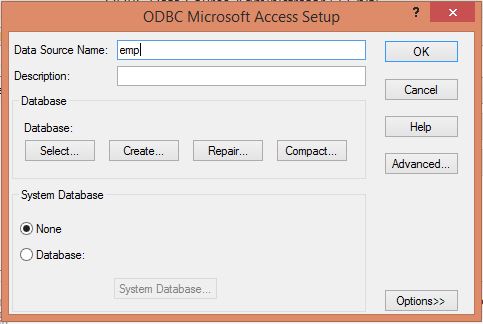 ODBC Microsoft Access Setup
? X
Data Source Name: emp
OK
Description:
Cancel
Database
Database:
Help
Select... Create... Repair... Compact...
Advanced...
System Database
None
Database:
System Database...
Options>>